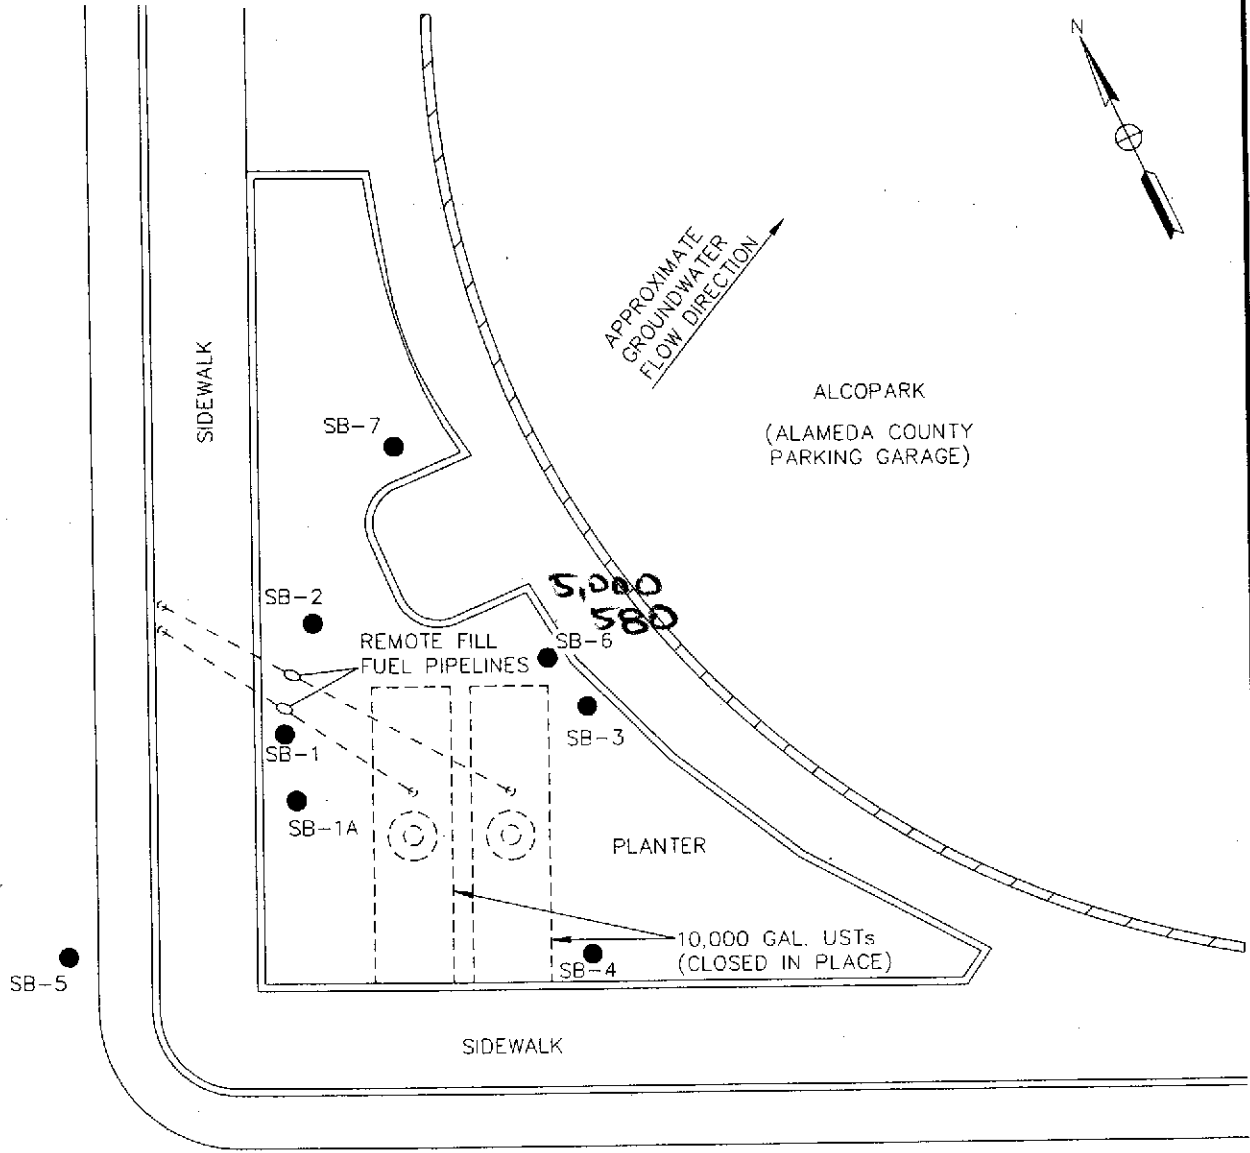 N
APPROXIMATE
GROUNDWATER
FLOW DIRECTION
SIDEWALK
ALCOPARK
(ALAMEDA COUNTY
PARKING GARAGE)
SB-7
5,000
580
SB-2
SB-6
REMOTE FILL
FUEL PIPELINES
SB-3
SB-1
SB-1A
PLANTER
10,000 GAL. USTs
(CLOSED IN PLACE)
SB-4
SB-5
SIDEWALK